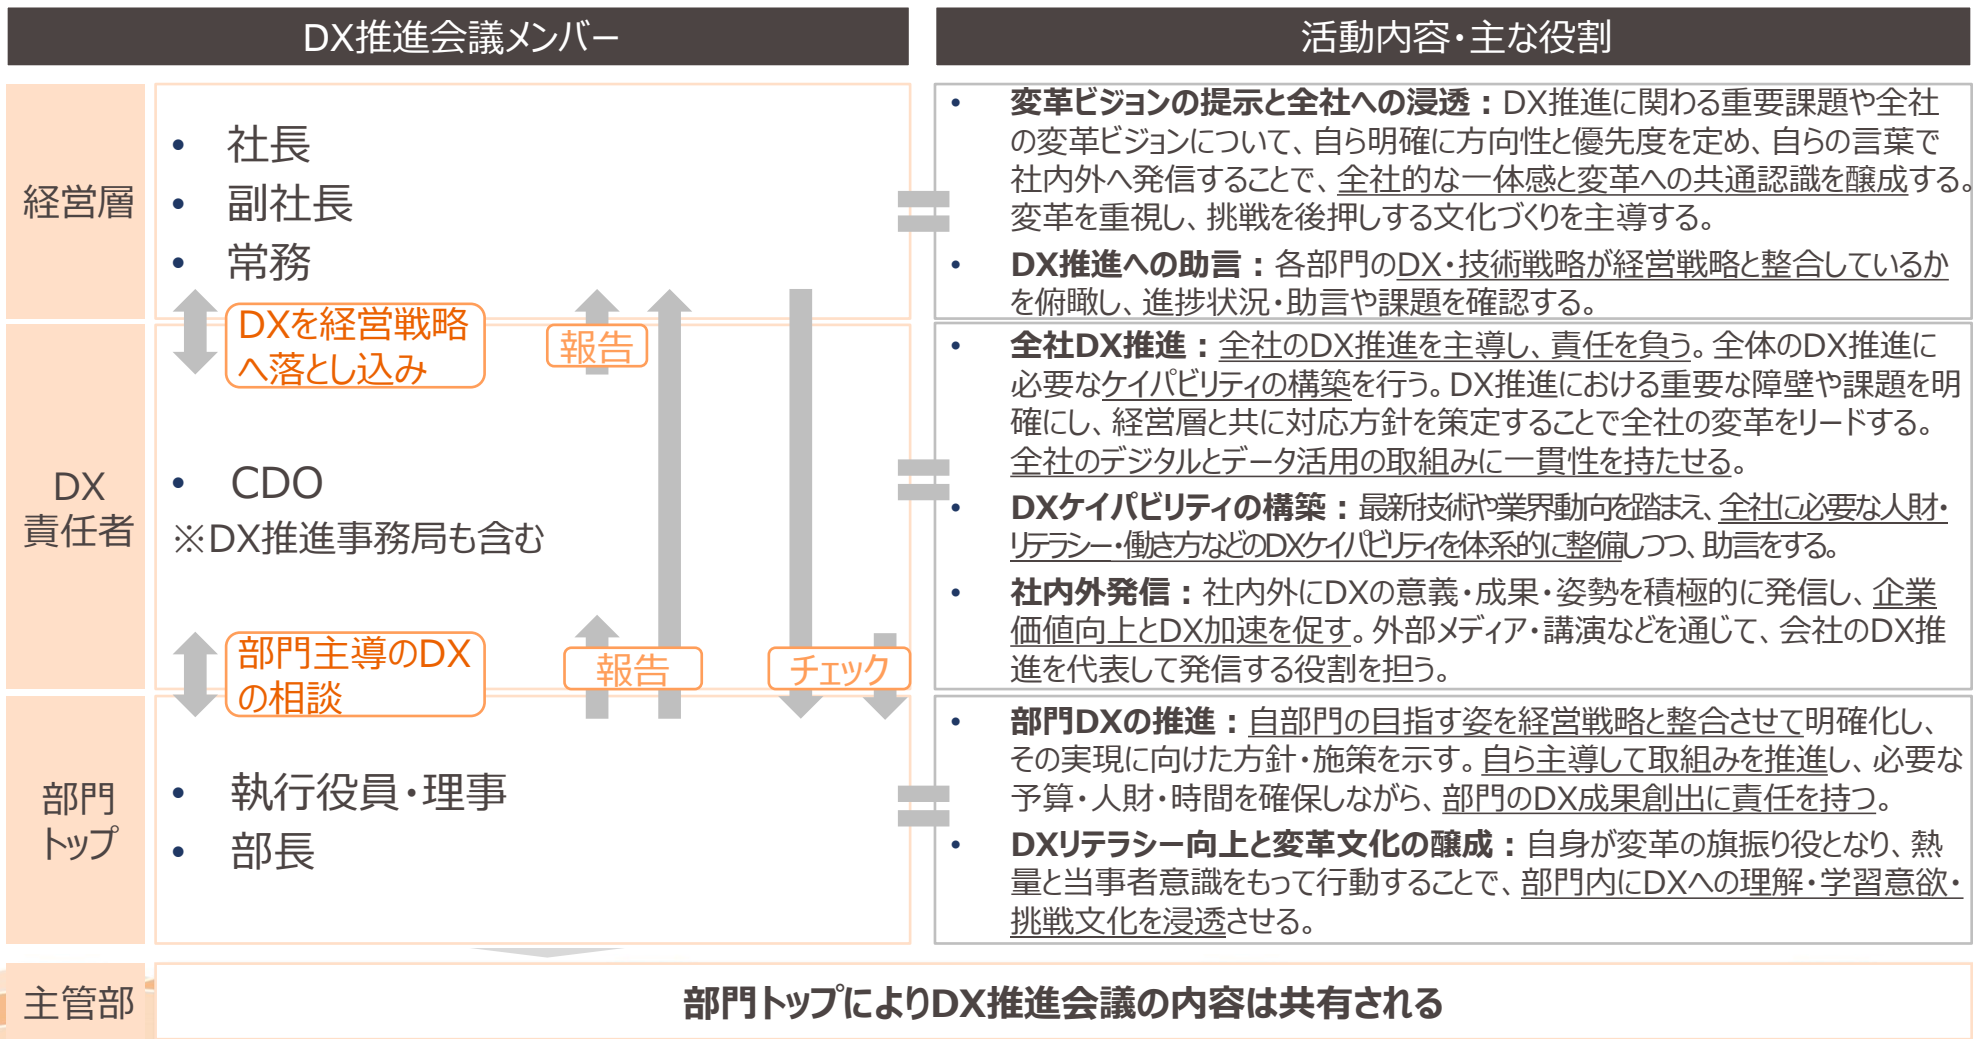 DX推進会議メンバー
活動内容・主な役割
経営層
• 社長
• 副社長
• 常務
• 変革ビジョンの提示と全社への浸透：DX推進に関わる重要課題や全社
の変革ビジョンについて、自ら明確に方向性と優先度を定め、自らの言葉で
社内外へ発信することで、全社的な一体感と変革への共通認識を醸成する。
変革を重視し、挑戦を後押しする文化づくりを主導する。
• DX推進への助言：各部門のDX・技術戦略が経営戦略と整合しているか
を俯瞰し、進捗状況・助言や課題を確認する。
DXを経営戦略
へ落とし込み
報告
DX
責任者
• CDO
※DX推進事務局も含む
• 全社DX推進：全社のDX推進を主導し、責任を負う。全体のDX推進に
必要なケイパビリティの構築を行う。DX推進における重要な障壁や課題を明
確にし、経営層と共に対応方針を策定することで全社の変革をリードする。
全社のデジタルとデータ活用の取組みに一貫性を持たせる。
• DXケイパビリティの構築：最新技術や業界動向を踏まえ、全社に必要な人財・
リテラシー・働き方などのDXケイパビリティを体系的に整備しつつ、助言をする。
• 社内外発信：社内外にDXの意義・成果・姿勢を積極的に発信し、企業
価値向上とDX加速を促す。外部メディア・講演などを通じて、会社のDX推
進を代表して発信する役割を担う。
部門主導のDX
の相談
報告
チェック
部門
トップ
• 執行役員・理事
• 部長
• 部門DXの推進：自部門の目指す姿を経営戦略と整合させて明確化し、
その実現に向けた方針・施策を示す。自ら主導して取組みを推進し、必要な
予算・人財・時間を確保しながら、部門のDX成果創出に責任を持つ。
• DXリテラシー向上と変革文化の醸成：自身が変革の旗振り役となり、熱
量と当事者意識をもって行動することで、部門内にDXへの理解・学習意欲・
挑戦文化を浸透させる。
主管部
部門トップによりDX推進会議の内容は共有される